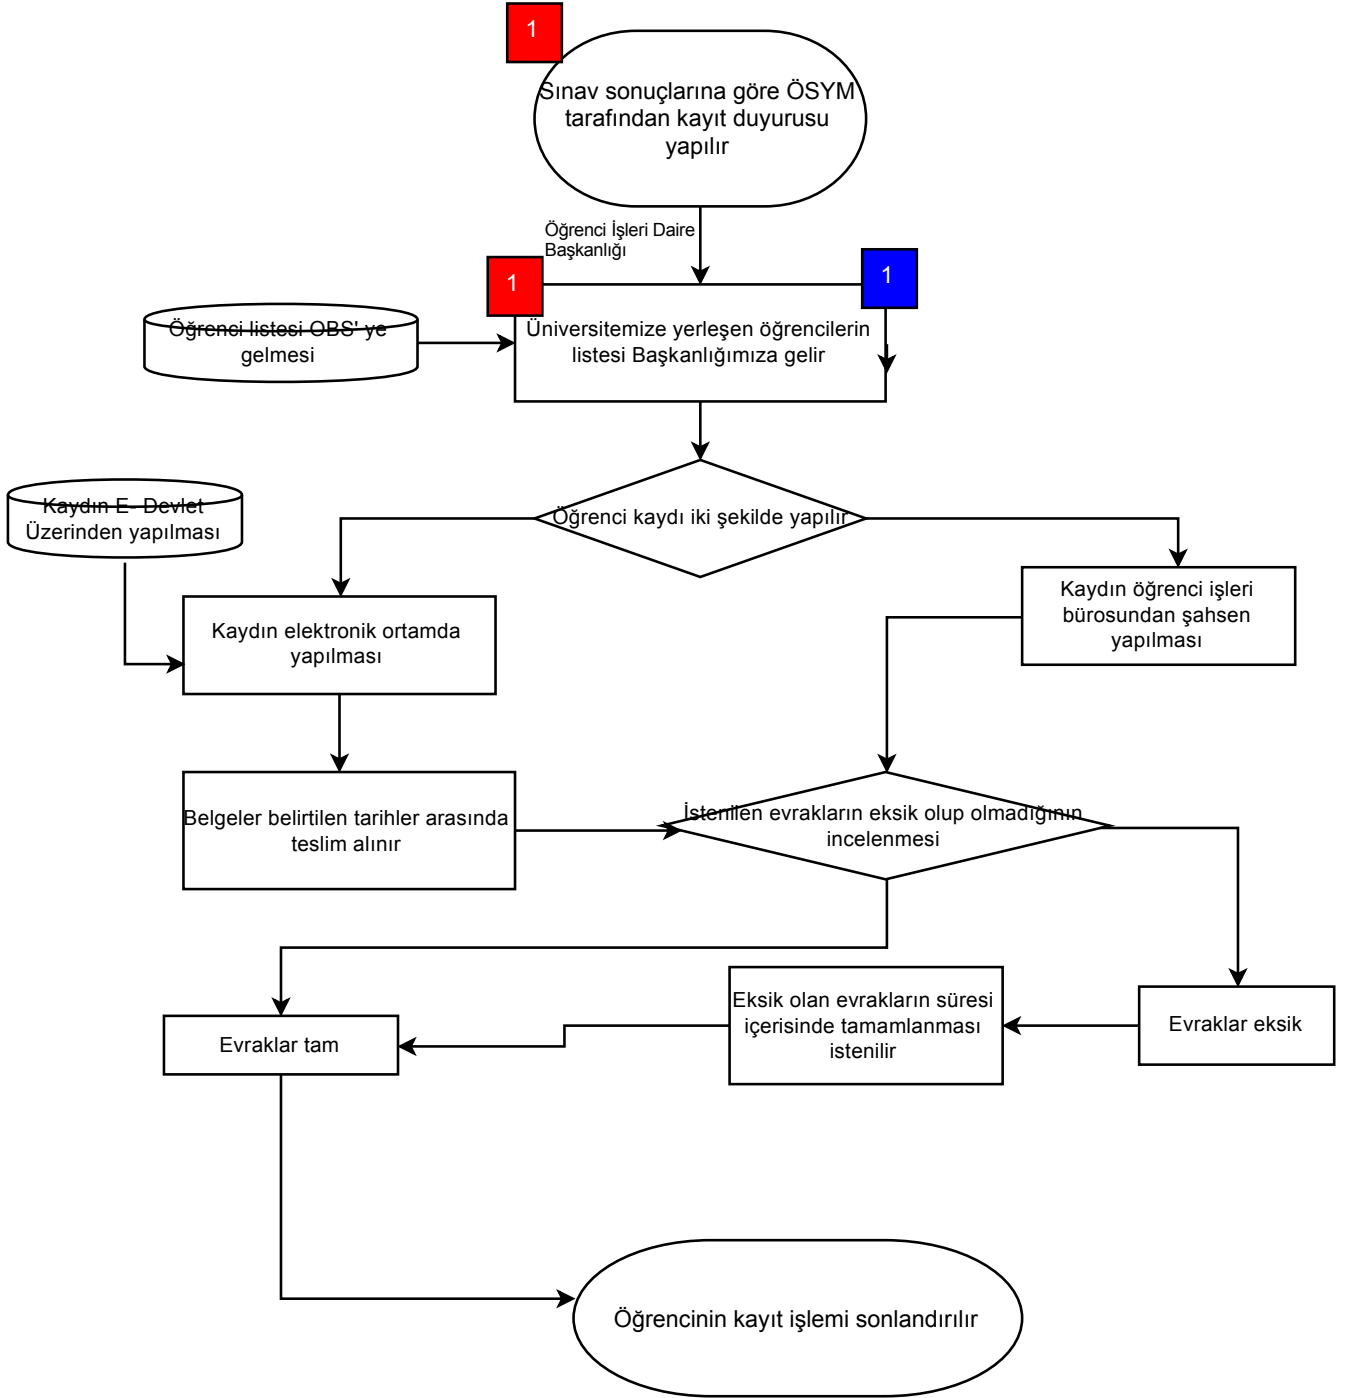 1
Sınav sonuçlarına göre ÖSYM
tarafından kayıt duyurusu
yapılır
Öğrenci İşleri Daire
Başkanlığı
1
1
Üniversitemize yerleşen öğrencilerin
listesi Başkanlığımıza gelir
Öğrenci listesi OBS' ye
gelmesi
Kaydın E- Devlet
Üzerinden yapılması
Öğrenci kaydı iki şekilde yapılır
Kaydın elektronik ortamda
yapılması
Kaydın öğrenci işleri
bürosundan şahsen
yapılması
Belgeler belirtilen tarihler arasında
teslim alınır
İstenilen evrakların eksik olup olmadığının
incelenmesi
Evraklar tam
Eksik olan evrakların süresi
içerisinde tamamlanması
istenilir
Evraklar eksik
Öğrencinin kayıt işlemi sonlandırılır